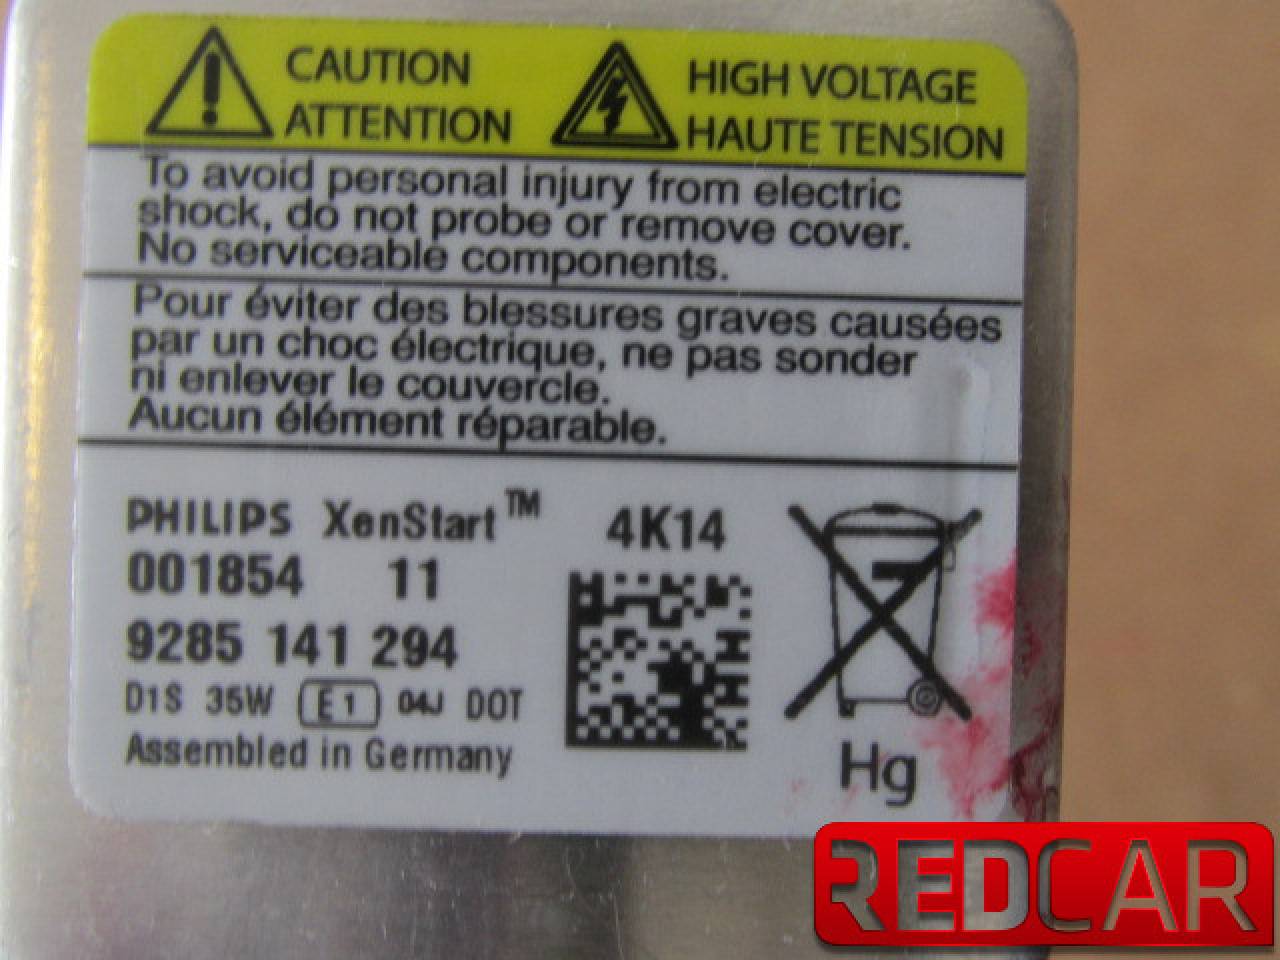 CAUTION
ATTENTION
HIGH VOLTAGE
HAUTE TENSION
To avoid personal injury from electric
shock, do not probe or remove cover.
No serviceable components.
Pour éviter des blessures graves causées
par un choc électrique, ne pas sonder
ni enlever le couvercle.
Aucun élément réparable.
PHILIPS XenStart™ 4K14
001854 11
9285 141 294
D1S 35W E1 04J DOT
Assembled in Germany
Hg
REDCAR